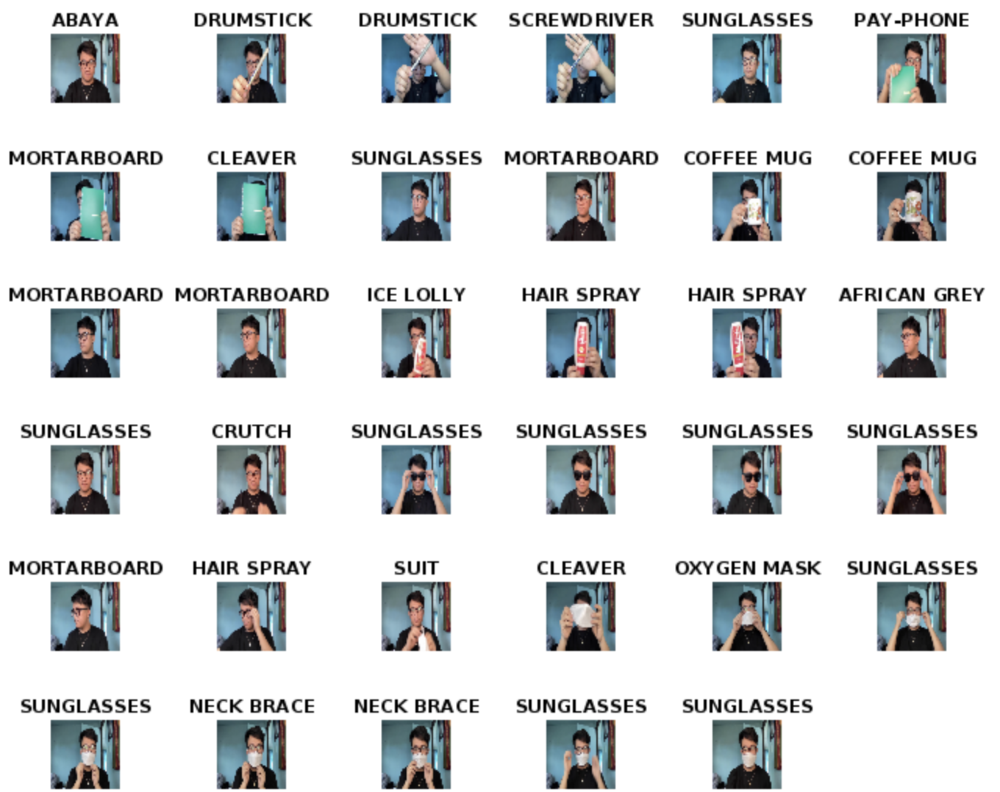 ABAYA DRUMSTICK DRUMSTICK SCREWDRIVER SUNGLASSES PAY-PHONE
MORTARBOARD CLEAVER SUNGLASSES MORTARBOARD COFFEE MUG COFFEE MUG
MORTARBOARD MORTARBOARD ICE LOLLY HAIR SPRAY HAIR SPRAY AFRICAN GREY
SUNGLASSES CRUTCH SUNGLASSES SUNGLASSES SUNGLASSES SUNGLASSES
MORTARBOARD HAIR SPRAY SUIT CLEAVER OXYGEN MASK SUNGLASSES
SUNGLASSES NECK BRACE NECK BRACE SUNGLASSES SUNGLASSES